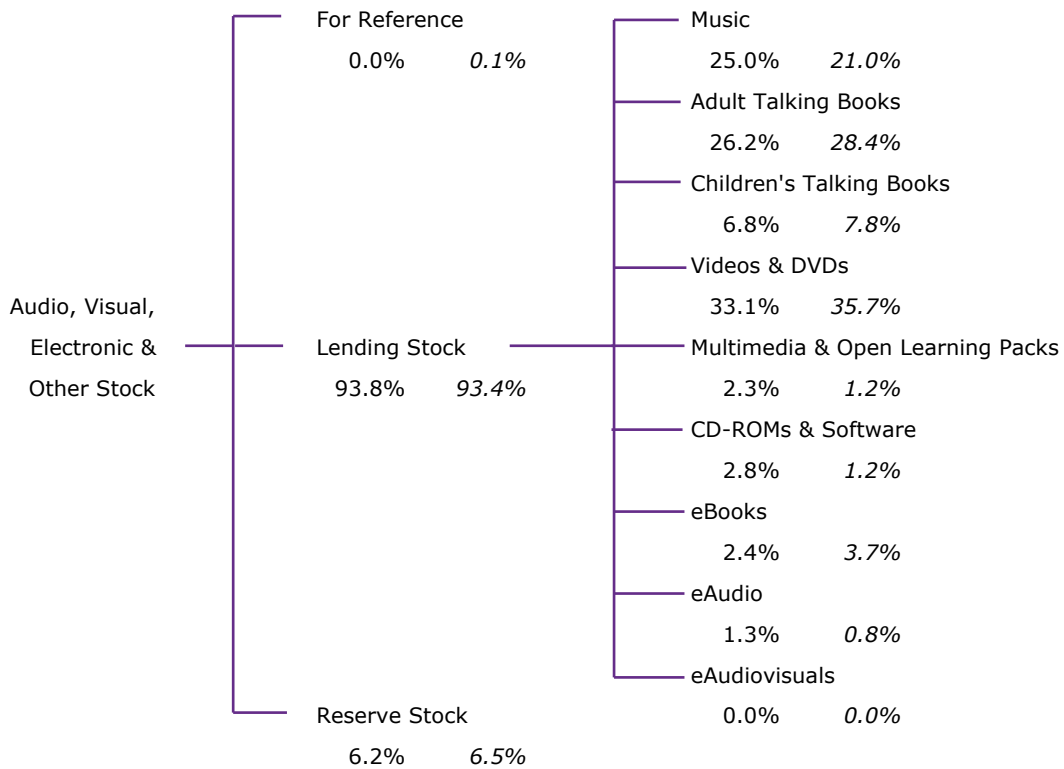 For Reference
0.0% 0.1%
Audio, Visual,
Electronic &
Other Stock
Lending Stock
93.8% 93.4%
Reserve Stock
6.2% 6.5%
Music
25.0% 21.0%
Adult Talking Books
26.2% 28.4%
Children's Talking Books
6.8% 7.8%
Videos & DVDs
33.1% 35.7%
Multimedia & Open Learning Packs
2.3% 1.2%
CD-ROMs & Software
2.8% 1.2%
eBooks
2.4% 3.7%
eAudio
1.3% 0.8%
eAudiovisuals
0.0% 0.0%